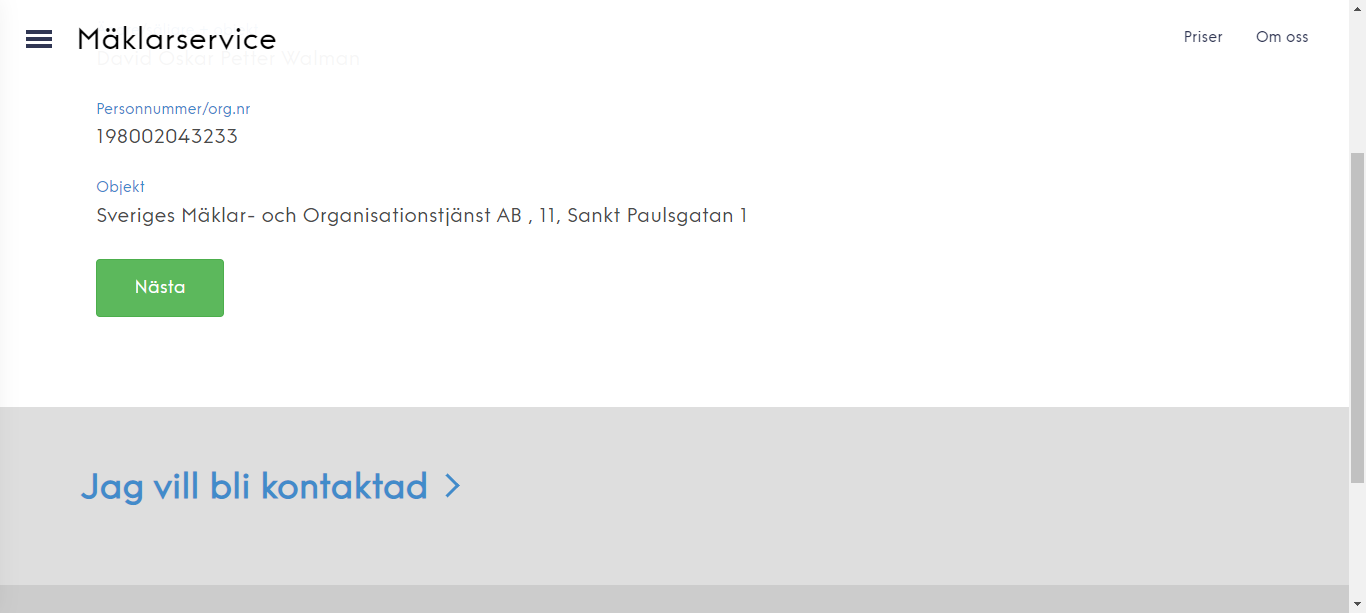 Mäklarservice
Priser
Om oss
David Oskar Petter Walman
Personnummer/org.nr
198002043233
Objekt
Sveriges Mäklar- och Organisationstjänst AB , 11, Sankt Paulsgatan 1
Nästa
Jag vill bli kontaktad >